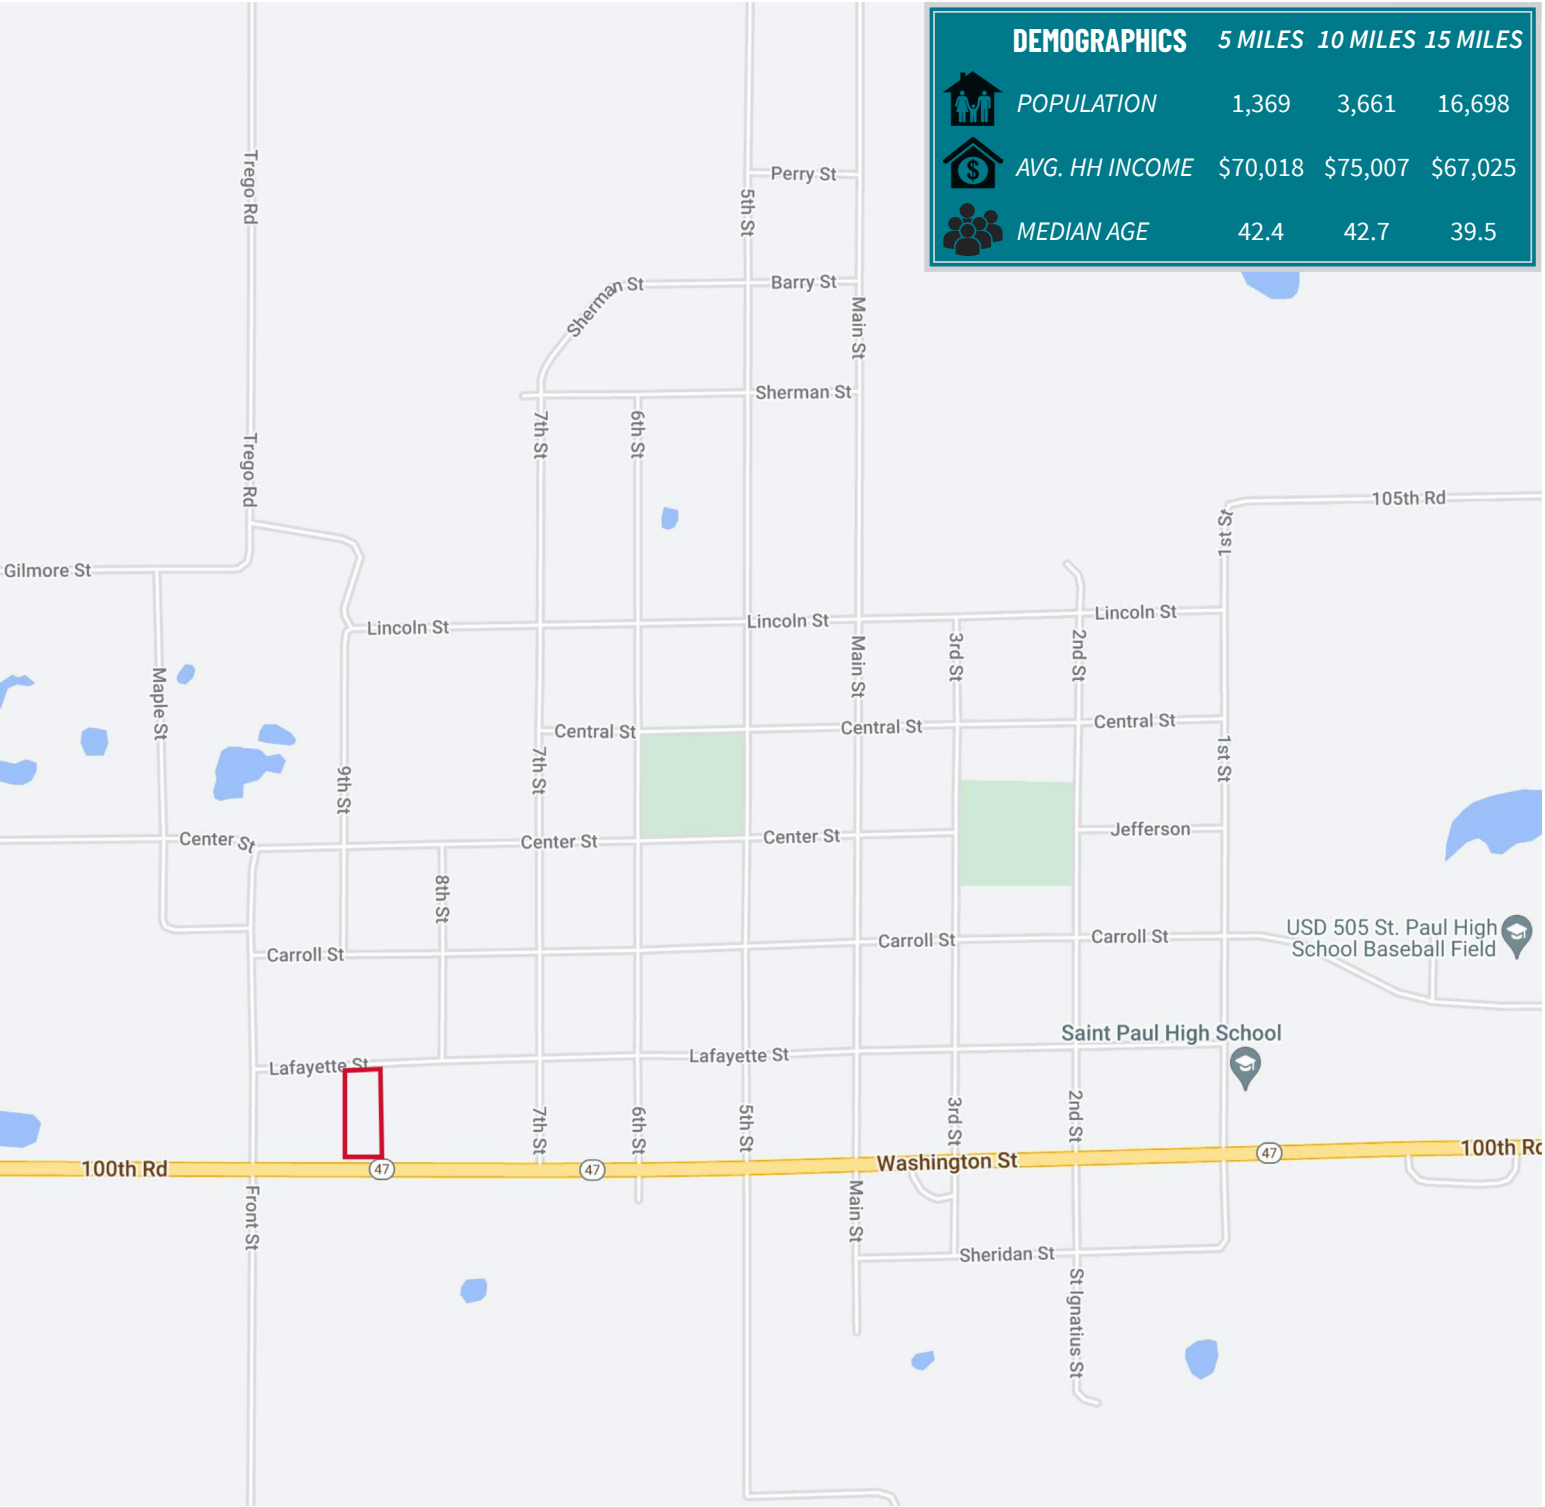 DEMOGRAPHICS 5 MILES 10 MILES 15 MILES
POPULATION 1,369 3,661 16,698
AVG. HH INCOME $70,018 $75,007 $67,025
MEDIAN AGE 42.4 42.7 39.5
Trego Rd
5th St
Perry St
Sherman St
Barry St
Main St
Sherman St
7th St
6th St
Trego Rd
105th Rd
1st St
Gilmore St
Lincoln St
Lincoln St
Lincoln St
Maple St
Main St
3rd St
2nd St
Central St
Central St
Central St
9th St
7th St
1st St
Center St
Center St
Center St
Jefferson
8th St
Carroll St
Carroll St
Carroll St
USD 505 St. Paul High
School Baseball Field
Saint Paul High School
Lafayette St
Lafayette St
7th St
6th St
5th St
3rd St
2nd St
100th Rd
47
47
Washington St
47
100th Rd
Front St
Main St
Sheridan St
St Ignatius St